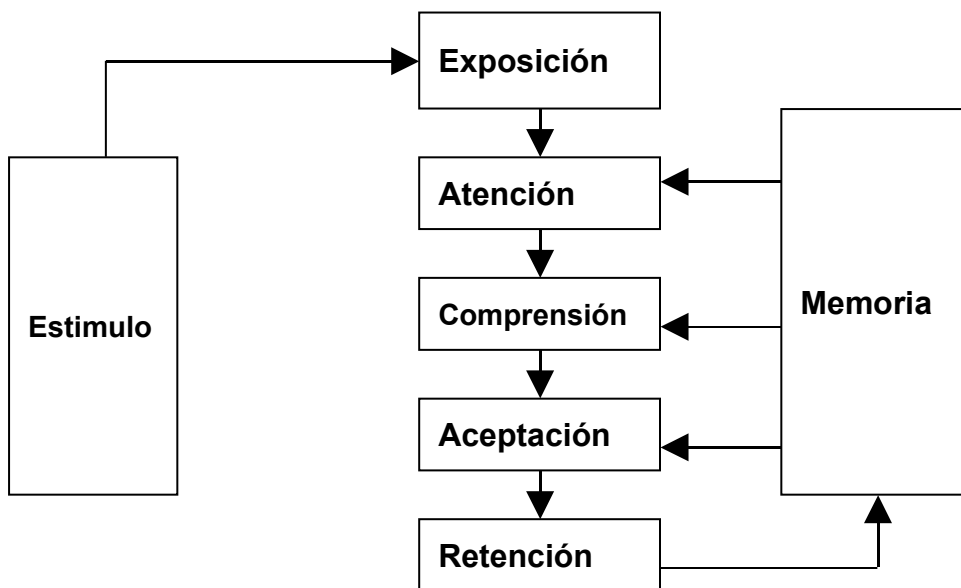 Exposición
Atención
Memoria
Comprensión
Estimulo
Aceptación
Retención